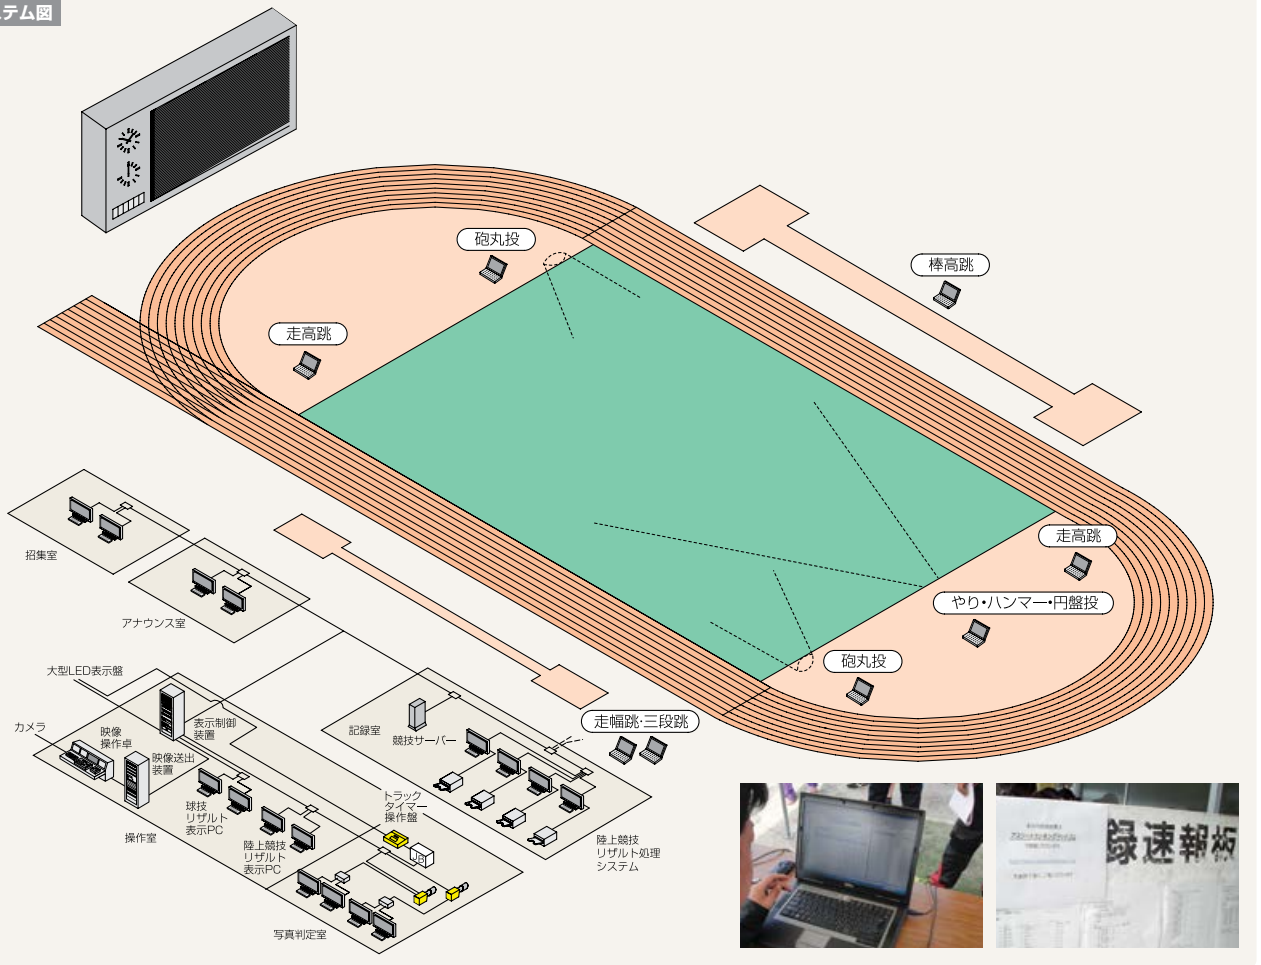 ステム図
砲丸投
棒高跳
走高跳
走高跳
やり・ハンマー・円盤投
砲丸投
走幅跳・三段跳
招集室
アナウンス室
大型LED表示盤
カメラ
映像
操作卓
表示制御
装置
映像送出
装置
球技
リザルト
表示PC
操作室
陸上競技
リザルト
表示PC
トラック
タイマー
操作盤
写真判定室
記録室
競技サーバー
陸上競技
リザルト処理
システム
録速報板